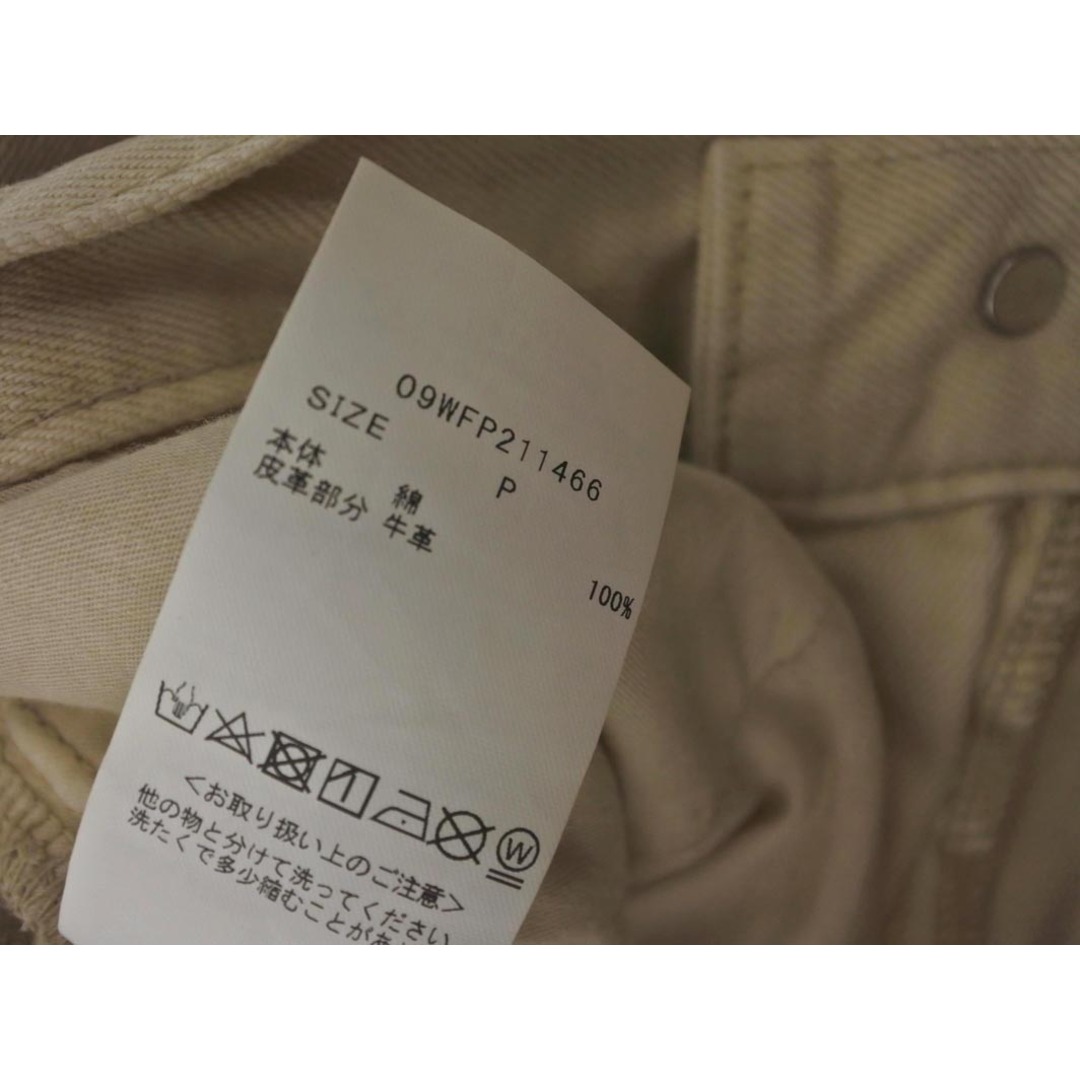 09WFP211466
SIZE P
本体 綿 100%
皮革部分 牛革
W
<お取り扱い上のご注意>
他の物と分けて洗ってください
洗たくで多少縮むことがあ